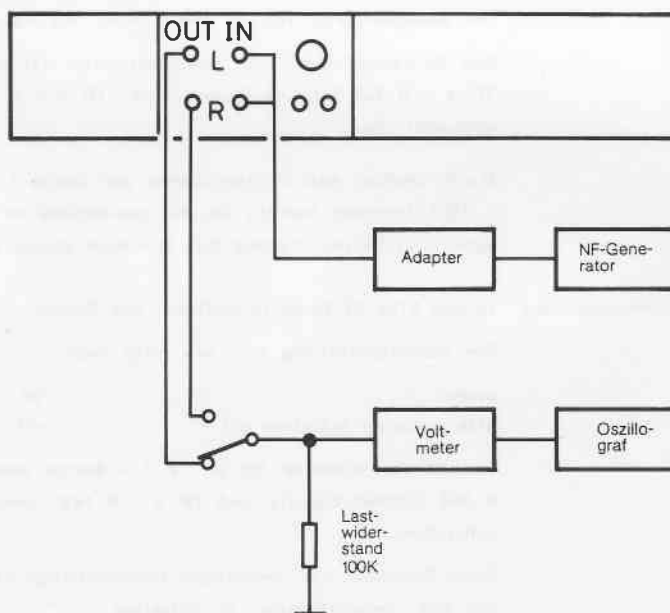 OUT IN
L
R
Adapter
NF-Gene-
rator
Volt-
meter
Oszillo-
graf
Last-
wider-
stand
100K